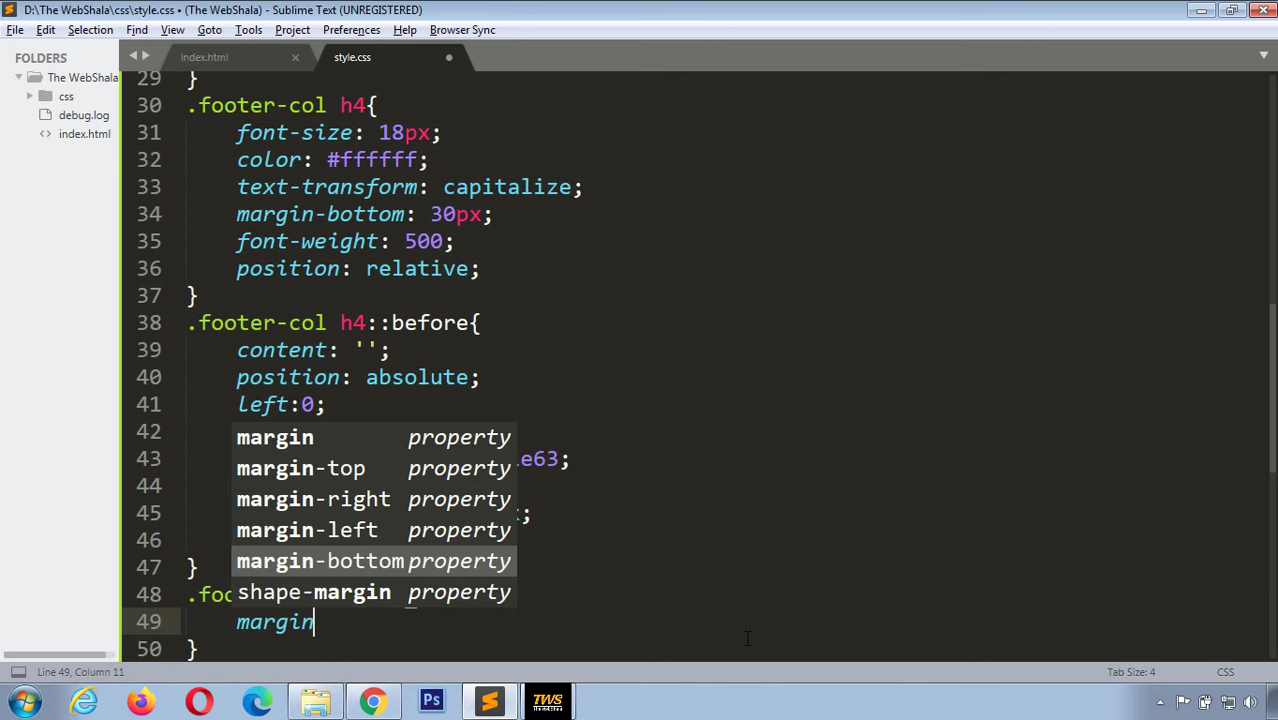 D:\The WebShala\css\style.css • (The WebShala) - Sublime Text (UNREGISTERED)
File Edit Selection Find View Goto Tools Project Preferences Help Browser Sync
FOLDERS
The WebShala
css
debug.log
index.html
index.html
style.css
29 }
30 .footer-col h4{
31 font-size: 18px;
32 color: #ffffff;
33 text-transform: capitalize;
34 margin-bottom: 30px;
35 font-weight: 500;
36 position: relative;
37 }
38 .footer-col h4::before{
39 content: '';
40 position: absolute;
41 left:0;
42
43 e63;
44
45 ;
46
47 }
48 .foo
49 margin
50 }
margin property
margin-top property
margin-right property
margin-left property
margin-bottom property
shape-margin property
Line 49, Column 11
Tab Size: 4
CSS
Ps
TWS